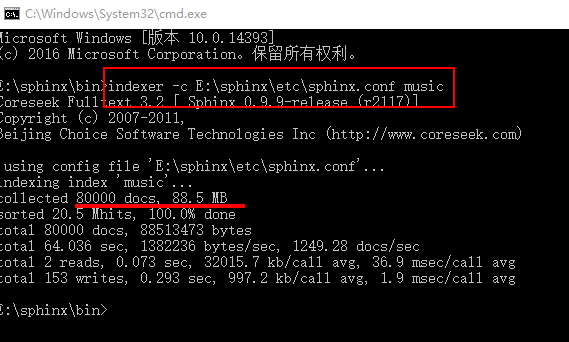 C:\Windows\System32\cmd.exe
Microsoft Windows [版本 10.0.14393]
(c) 2016 Microsoft Corporation。保留所有权利。
E:\sphinx\bin>indexer -c E:\sphinx\etc\sphinx.conf music
Coreseek Fulltext 3.2 [ Sphinx 0.9.9-release (r2117)]
Copyright (c) 2007-2011,
Beijing Choice Software Technologies Inc (http://www.coreseek.com)
using config file 'E:\sphinx\etc\sphinx.conf'...
indexing index 'music'...
collected 80000 docs, 88.5 MB
sorted 20.5 Mhits, 100.0% done
total 80000 docs, 88513473 bytes
total 64.036 sec, 1382236 bytes/sec, 1249.28 docs/sec
total 2 reads, 0.073 sec, 32015.7 kb/call avg, 36.9 msec/call avg
total 153 writes, 0.293 sec, 997.2 kb/call avg, 1.9 msec/call avg
E:\sphinx\bin>